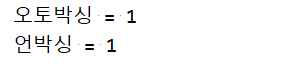 오토박싱 = 1
언박싱 = 1